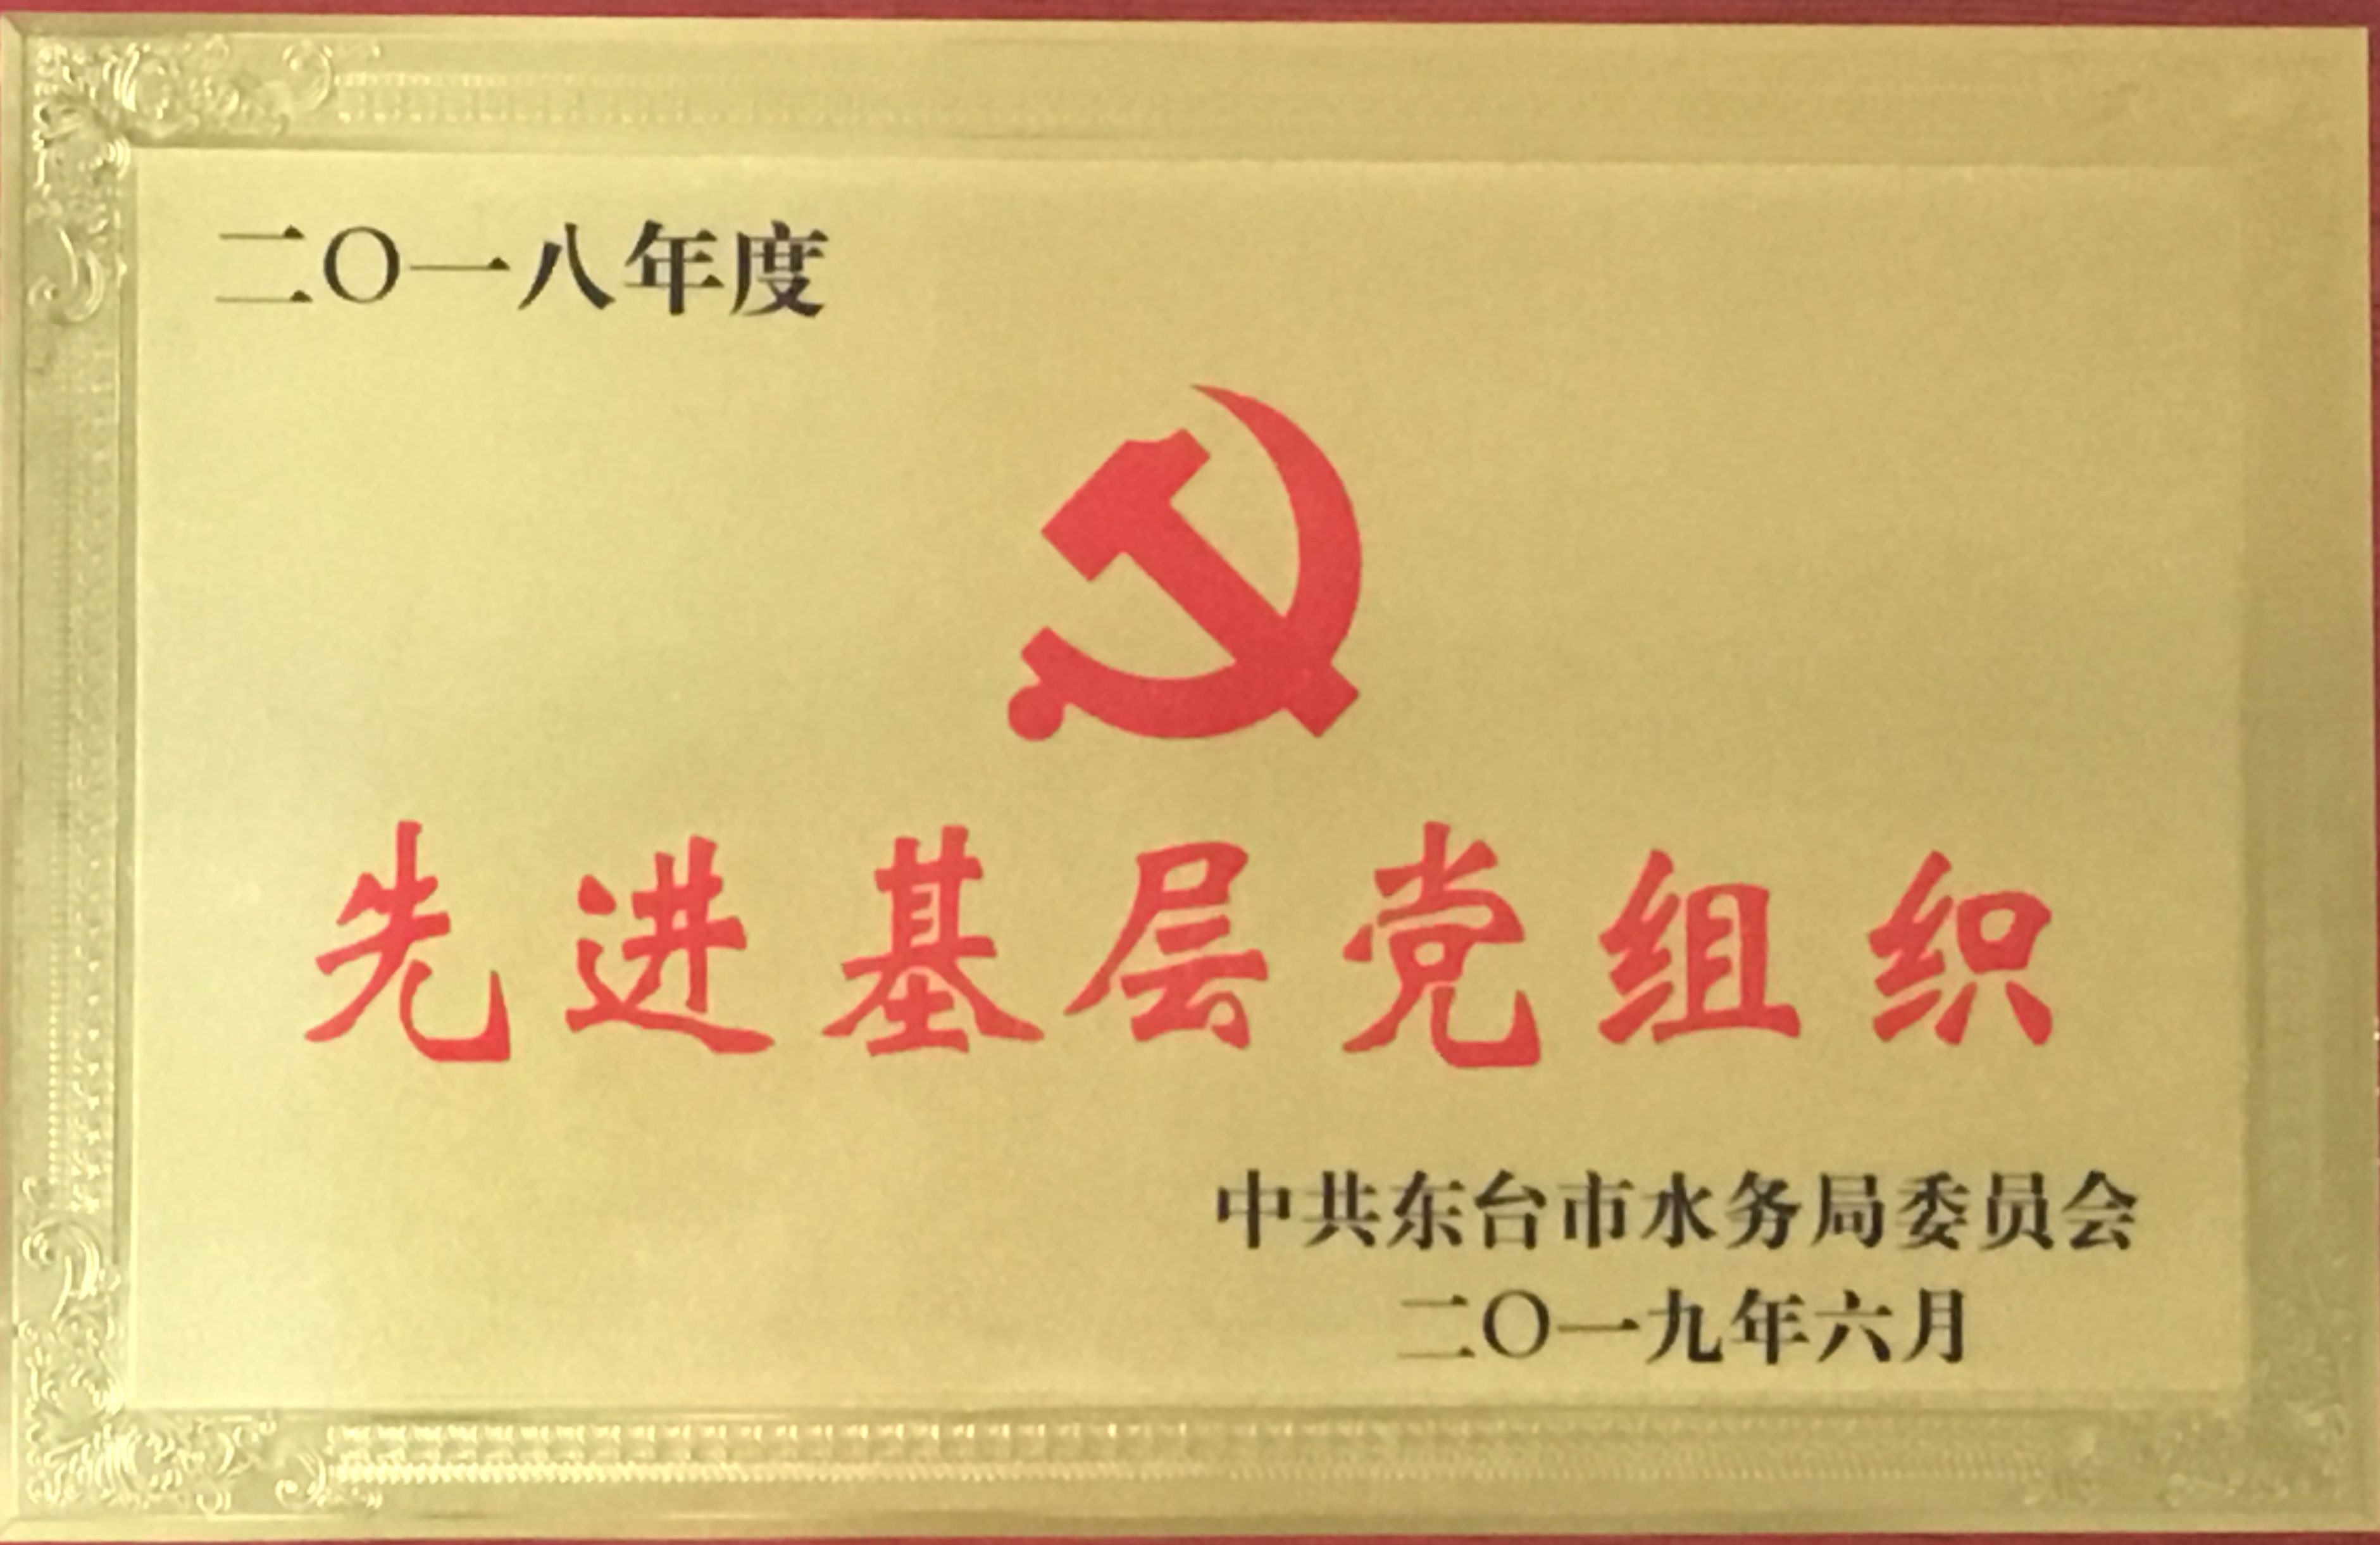 二〇一八年度
先进基层党组织
中共东台市水务局委员会
二〇一九年六月